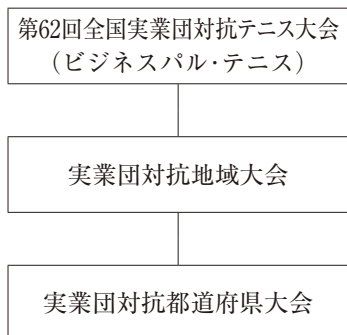 第62回全国実業団対抗テニス大会
（ビジネスパル・テニス）
実業団対抗地域大会
実業団対抗都道府県大会